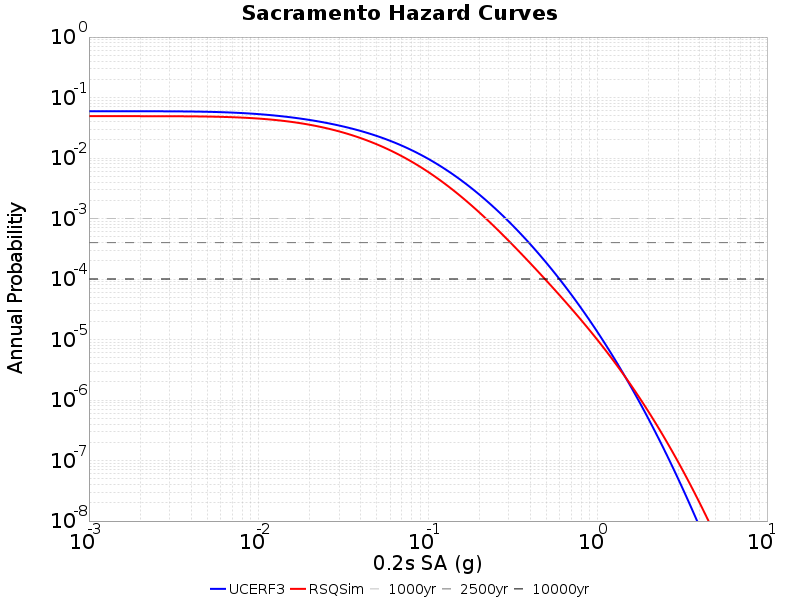 Sacramento Hazard Curves
10^0
10^-1
10^-2
10^-3
10^-4
10^-5
10^-6
10^-7
10^-8
Annual Probabilitiy
10^-3 10^-2 10^-1 10^0 10^1
0.2s SA (g)
UCERF3 RSQSim 1000yr 2500yr 10000yr